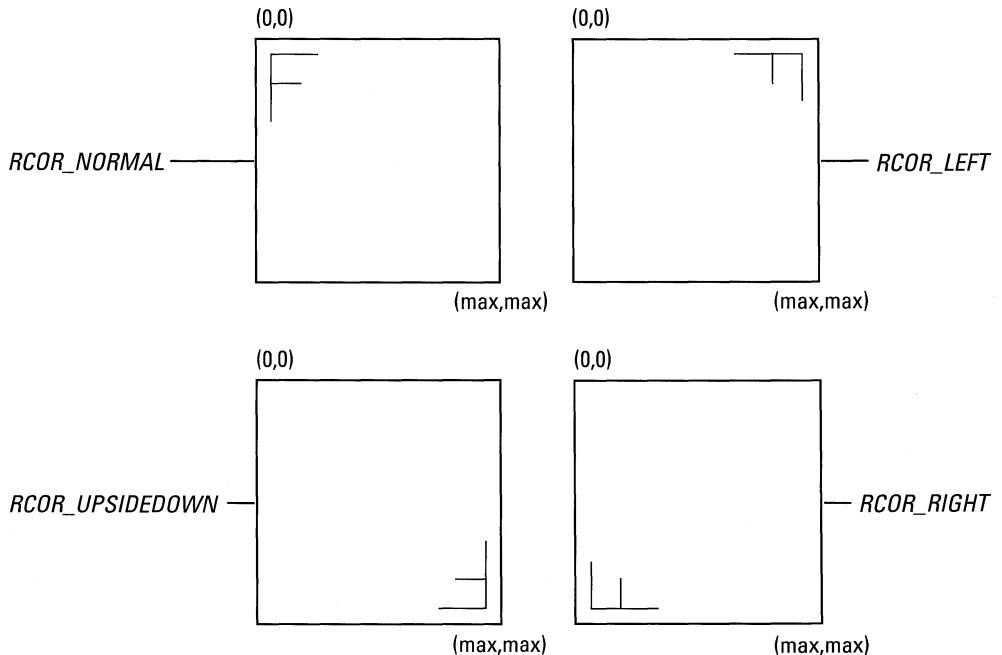 (0,0)
(0,0)
RCOR_NORMAL
RCOR_LEFT
(max,max)
(max,max)
(0,0)
(0,0)
RCOR_UPSIDEDOWN
RCOR_RIGHT
(max,max)
(max,max)